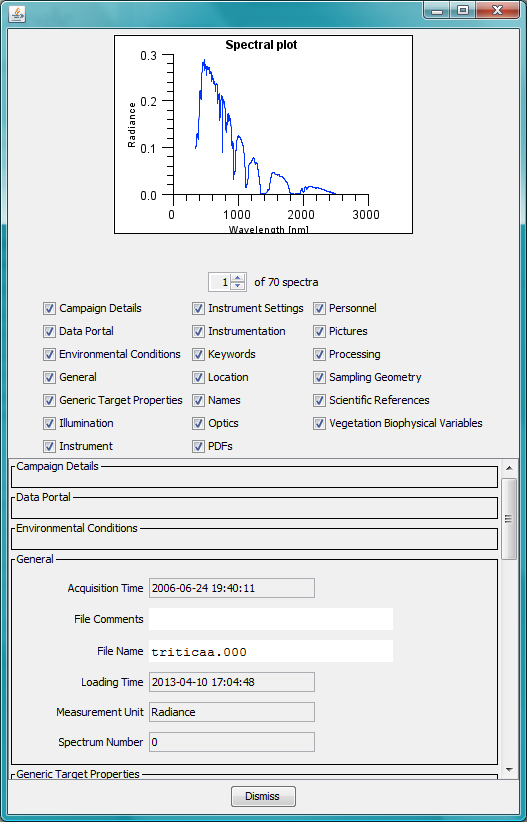 Spectral plot
0.3
0.2
0.1
0.0
Radiance
0 1000 2000 3000
Wavelength [nm]
1 of 70 spectra
Campaign Details Instrument Settings Personnel
Data Portal Instrumentation Pictures
Environmental Conditions Keywords Processing
General Location Sampling Geometry
Generic Target Properties Names Scientific References
Illumination Optics Vegetation Biophysical Variables
Instrument PDFs
Campaign Details
Data Portal
Environmental Conditions
General
Acquisition Time 2006-06-24 19:40:11
File Comments
File Name triticaa.000
Loading Time 2013-04-10 17:04:48
Measurement Unit Radiance
Spectrum Number 0
Generic Target Properties
Dismiss